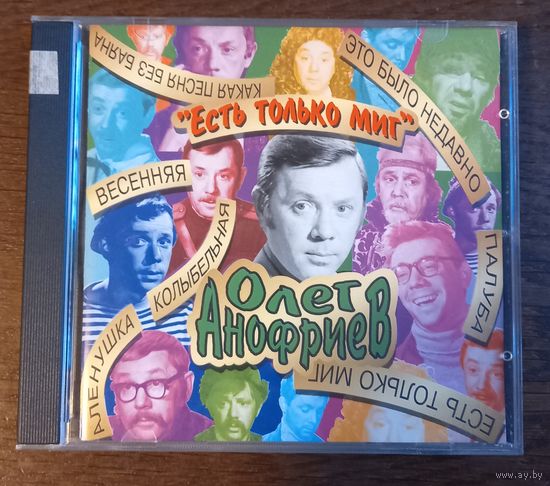 КАКАЯ ПЕСНЯ БЕЗ БАЯНА
ЭТО БЫЛО НЕДАВНО
"ЕСТЬ ТОЛЬКО МИГ"
ВЕСЕННЯЯ
КОЛЫБЕЛЬНАЯ
ПАЛУБА
АЛЕНУШКА
Олег
Анофриев
ЕСТЬ ТОЛЬКО МИГ
www.ay.by